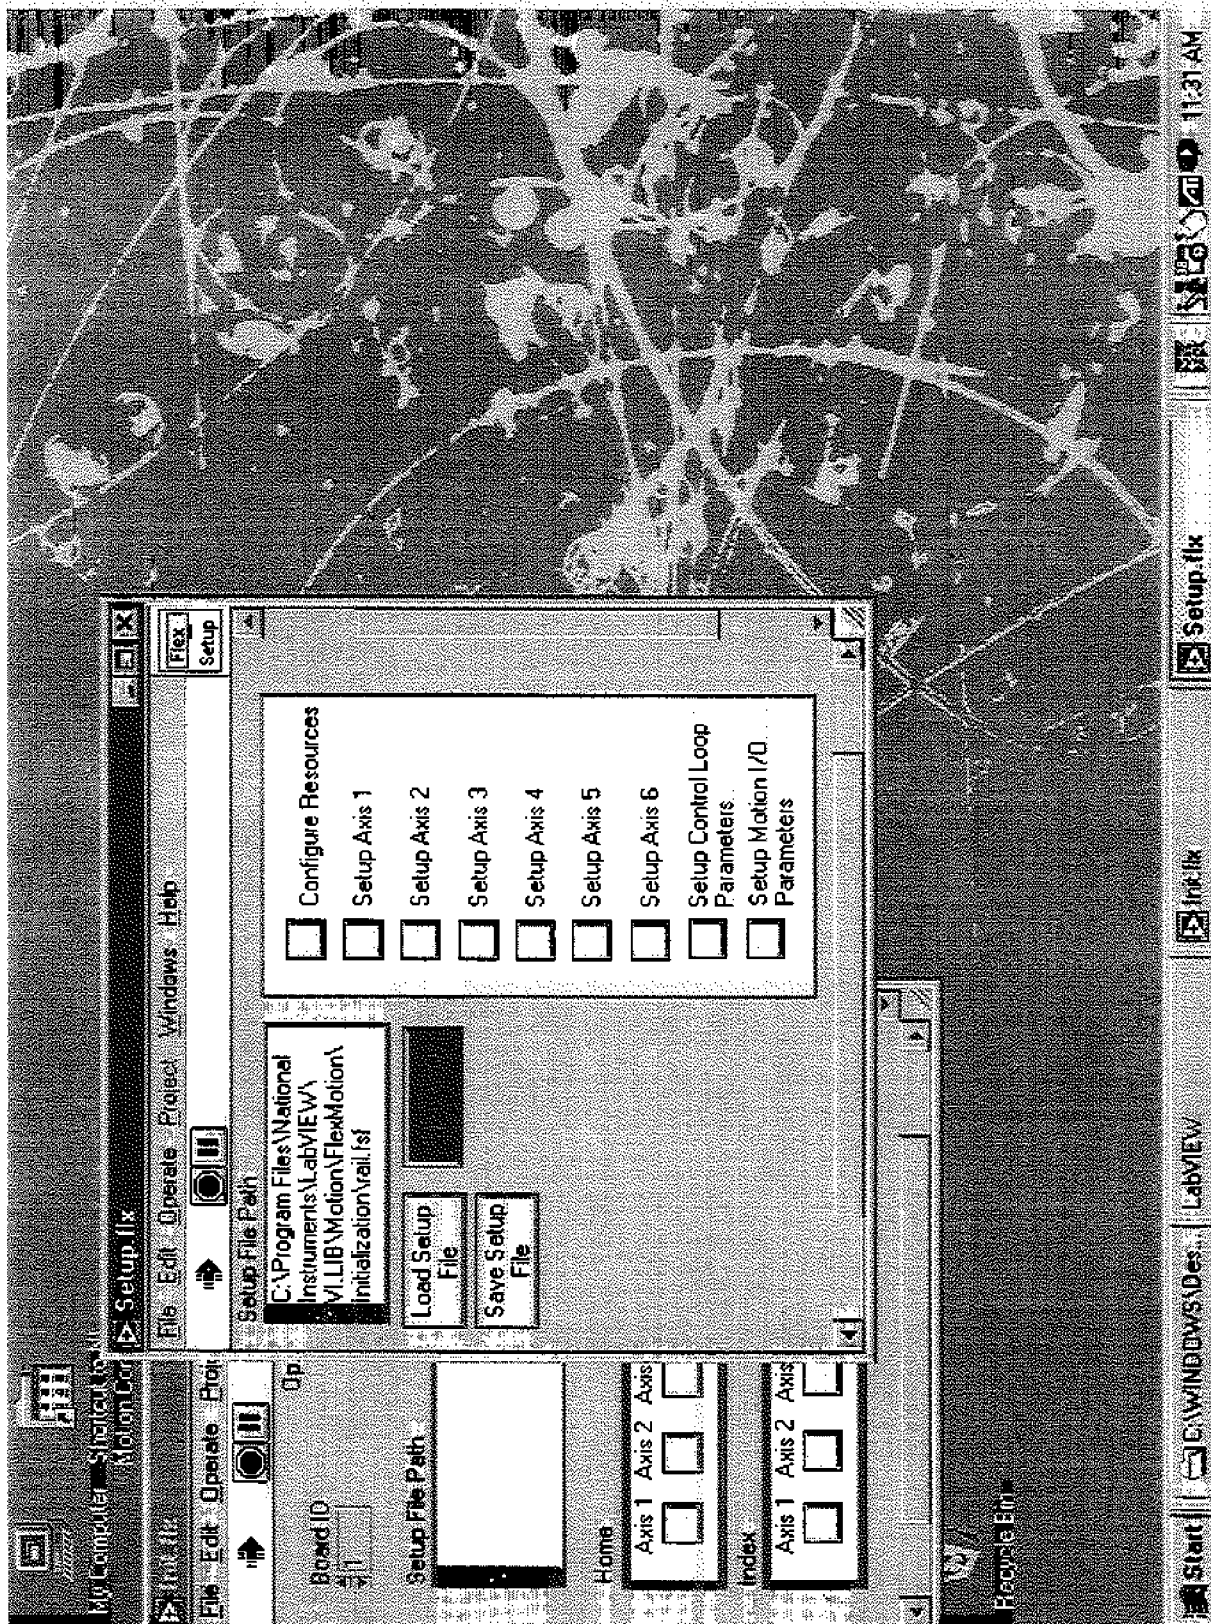 My Computer
Shortcut to
Setup.flx
File Edit Operate Project Windows Help
Flex
Setup
Setup File Path
C:\Program Files\National
Instruments\LabVIEW\
VI.LIB\Motion\FlexMotion\
initialization\rail.fsf
Load Setup
File
Save Setup
File
Configure Resources
Setup Axis 1
Setup Axis 2
Setup Axis 3
Setup Axis 4
Setup Axis 5
Setup Axis 6
Setup Control Loop
Parameters..
Setup Motion I/O..
Parameters
Init.flx
File Edit Operate Proj
Op
Board ID
1
Setup File Path
Home
Axis 1 Axis 2 Axis
Index
Axis 1 Axis 2 Axis
Recycle Bin
Start
C:\WINDOWS\Des...
LabVIEW
Init.flx
Setup.flx
11:31 AM